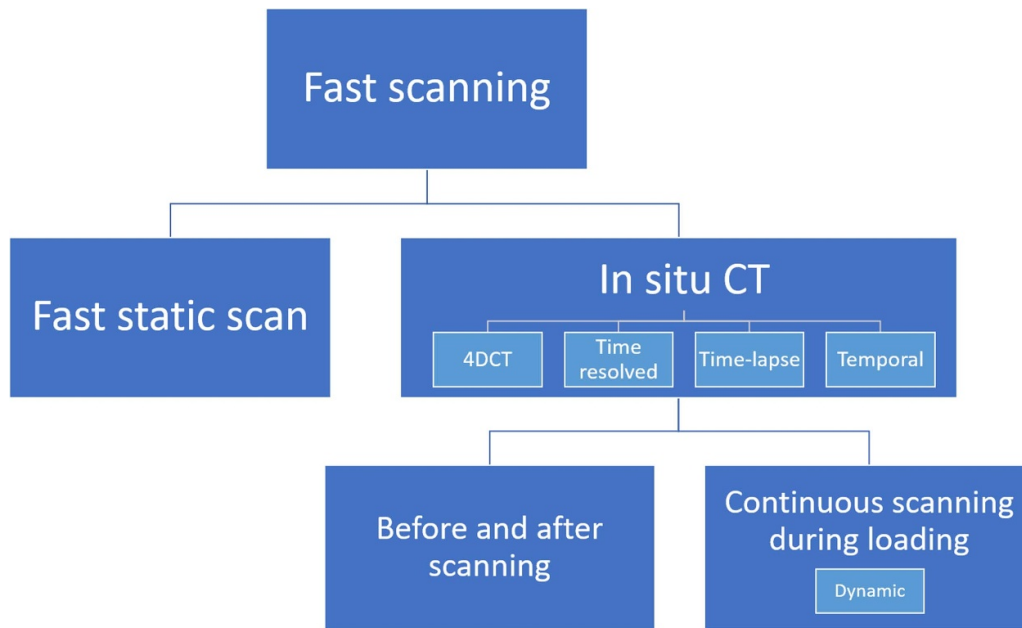 Fast scanning
Fast static scan
In situ CT
4DCT
Time
resolved
Time-lapse
Temporal
Before and after
scanning
Continuous scanning
during loading
Dynamic